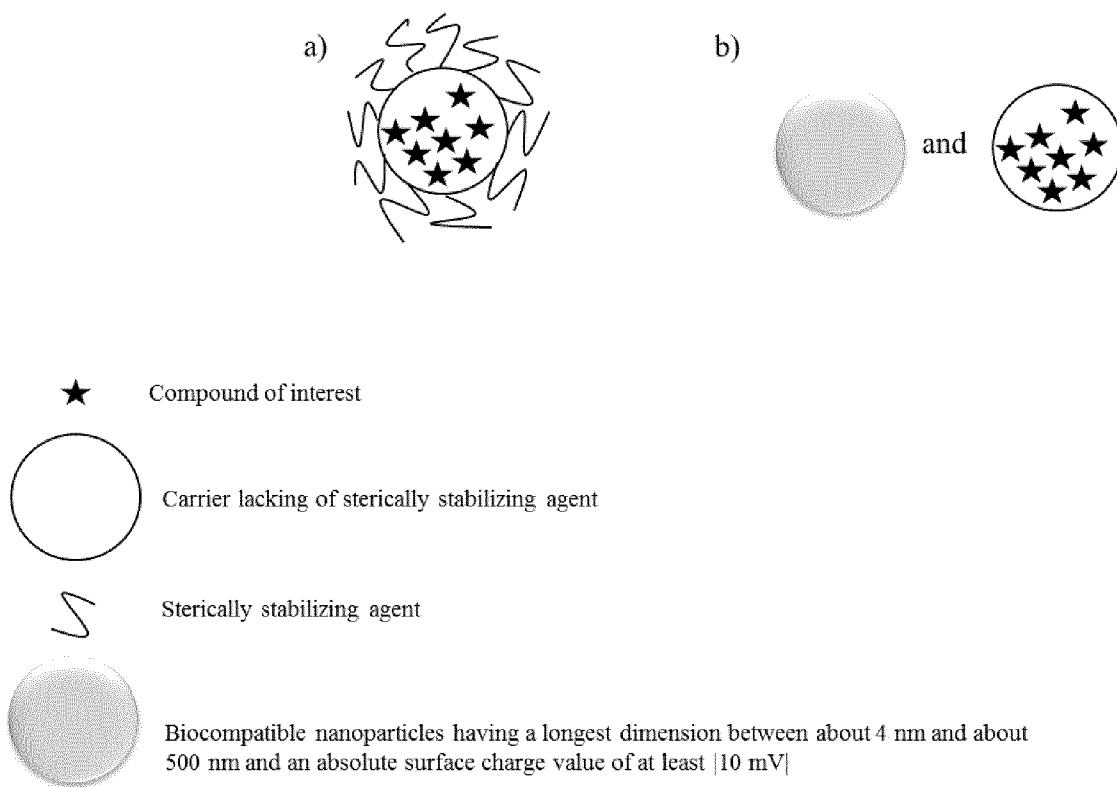 a)
b)
and
Compound of interest
Carrier lacking of sterically stabilizing agent
Sterically stabilizing agent
Biocompatible nanoparticles having a longest dimension between about 4 nm and about
500 nm and an absolute surface charge value of at least |10 mV|